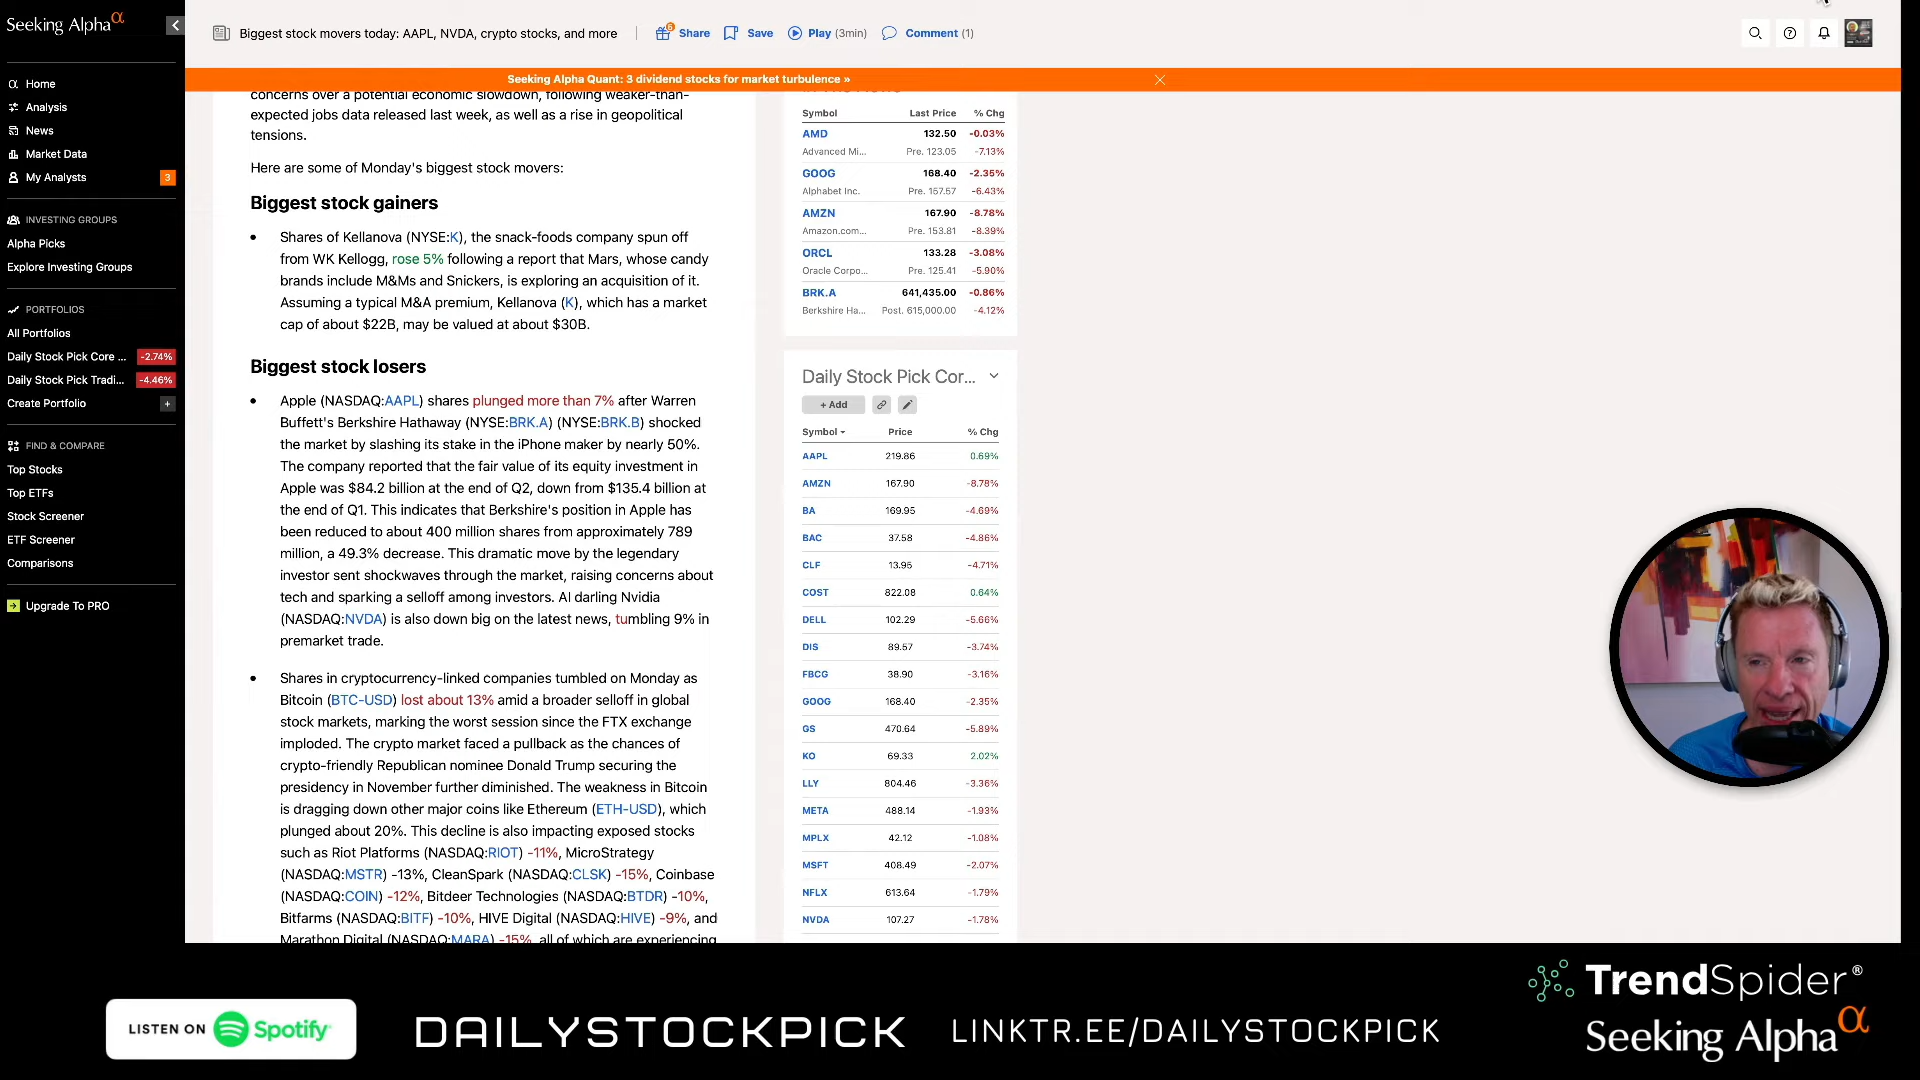 Seeking Alpha α
Biggest stock movers today: AAPL, NVDA, crypto stocks, and more
Share
Save
Play (3min)
Comment (1)
Seeking Alpha Quant: 3 dividend stocks for market turbulence »
Home
Analysis
News
Market Data
My Analysts 3
INVESTING GROUPS
Alpha Picks
Explore Investing Groups
PORTFOLIOS
All Portfolios
Daily Stock Pick Core ... -2.74%
Daily Stock Pick Tradi... -4.46%
Create Portfolio +
FIND & COMPARE
Top Stocks
Top ETFs
Stock Screener
ETF Screener
Comparisons
Upgrade To PRO
concerns over a potential economic slowdown, following weaker-than-
expected jobs data released last week, as well as a rise in geopolitical
tensions.
Here are some of Monday's biggest stock movers:
Biggest stock gainers
• Shares of Kellanova (NYSE:K), the snack-foods company spun off
from WK Kellogg, rose 5% following a report that Mars, whose candy
brands include M&Ms and Snickers, is exploring an acquisition of it.
Assuming a typical M&A premium, Kellanova (K), which has a market
cap of about $22B, may be valued at about $30B.
Biggest stock losers
• Apple (NASDAQ:AAPL) shares plunged more than 7% after Warren
Buffett's Berkshire Hathaway (NYSE:BRK.A) (NYSE:BRK.B) shocked
the market by slashing its stake in the iPhone maker by nearly 50%.
The company reported that the fair value of its equity investment in
Apple was $84.2 billion at the end of Q2, down from $135.4 billion at
the end of Q1. This indicates that Berkshire's position in Apple has
been reduced to about 400 million shares from approximately 789
million, a 49.3% decrease. This dramatic move by the legendary
investor sent shockwaves through the market, raising concerns about
tech and sparking a selloff among investors. AI darling Nvidia
(NASDAQ:NVDA) is also down big on the latest news, tumbling 9% in
premarket trade.
• Shares in cryptocurrency-linked companies tumbled on Monday as
Bitcoin (BTC-USD) lost about 13% amid a broader selloff in global
stock markets, marking the worst session since the FTX exchange
imploded. The crypto market faced a pullback as the chances of
crypto-friendly Republican nominee Donald Trump securing the
presidency in November further diminished. The weakness in Bitcoin
is dragging down other major coins like Ethereum (ETH-USD), which
plunged about 20%. This decline is also impacting exposed stocks
such as Riot Platforms (NASDAQ:RIOT) -11%, MicroStrategy
(NASDAQ:MSTR) -13%, CleanSpark (NASDAQ:CLSK) -15%, Coinbase
(NASDAQ:COIN) -12%, Bitdeer Technologies (NASDAQ:BTDR) -10%,
Bitfarms (NASDAQ:BITF) -10%, HIVE Digital (NASDAQ:HIVE) -9%, and
Marathon Digital (NASDAQ:MARA) -15%, all of which are experiencing
Symbol Last Price % Chg
AMD 132.50 -0.03%
Advanced Mi... Pre. 123.05 -7.13%
GOOG 168.40 -2.35%
Alphabet Inc. Pre. 157.57 -6.43%
AMZN 167.90 -8.78%
Amazon.com... Pre. 153.81 -8.39%
ORCL 133.28 -3.08%
Oracle Corpo... Pre. 125.41 -5.90%
BRK.A 641,435.00 -0.86%
Berkshire Ha... Post. 615,000.00 -4.12%
Daily Stock Pick Cor...
+ Add
Symbol Price % Chg
AAPL 219.86 0.69%
AMZN 167.90 -8.78%
BA 169.95 -4.69%
BAC 37.58 -4.86%
CLF 13.95 -4.71%
COST 822.08 0.64%
DELL 102.29 -5.66%
DIS 89.57 -3.74%
FBCG 38.90 -3.16%
GOOG 168.40 -2.35%
GS 470.64 -5.89%
KO 69.33 2.02%
LLY 804.46 -3.36%
META 488.14 -1.93%
MPLX 42.12 -1.08%
MSFT 408.49 -2.07%
NFLX 613.64 -1.79%
NVDA 107.27 -1.78%
LISTEN ON Spotify
DAILYSTOCKPICK
LINKTR.EE/DAILYSTOCKPICK
TrendSpider®
Seeking Alpha α